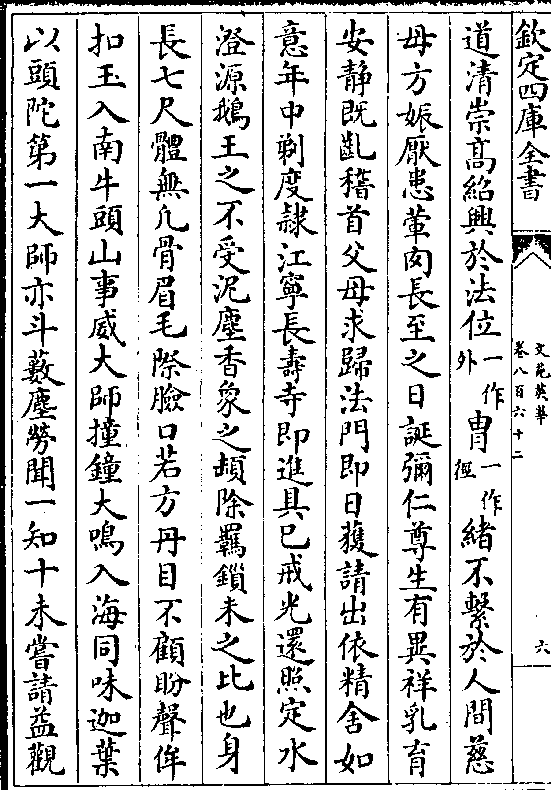 欽定四庫全書
文苑英華
卷八百六十二
六
道清崇高紹興於法位一作外冑一作徑緒不繫於人間慈
母方娠厭患葷肉長至之日誕彌仁尊生有異祥乳育
安靜既齓稽首父母求歸法門即日獲請出依精舍如
意年中剃度隷江寧長壽寺即進具已戒光還照定水
澄源鵝王之不受泥塵香象之頓除羈鎖未之比也身
長七尺體無凡骨眉毛際臉口若方丹目不顧盼聲侔
扣玉入南牛頭山事威大師撞鐘大鳴入海同味迦葉
以頭陀第一大師亦斗藪塵勞聞一知十未嘗請益觀